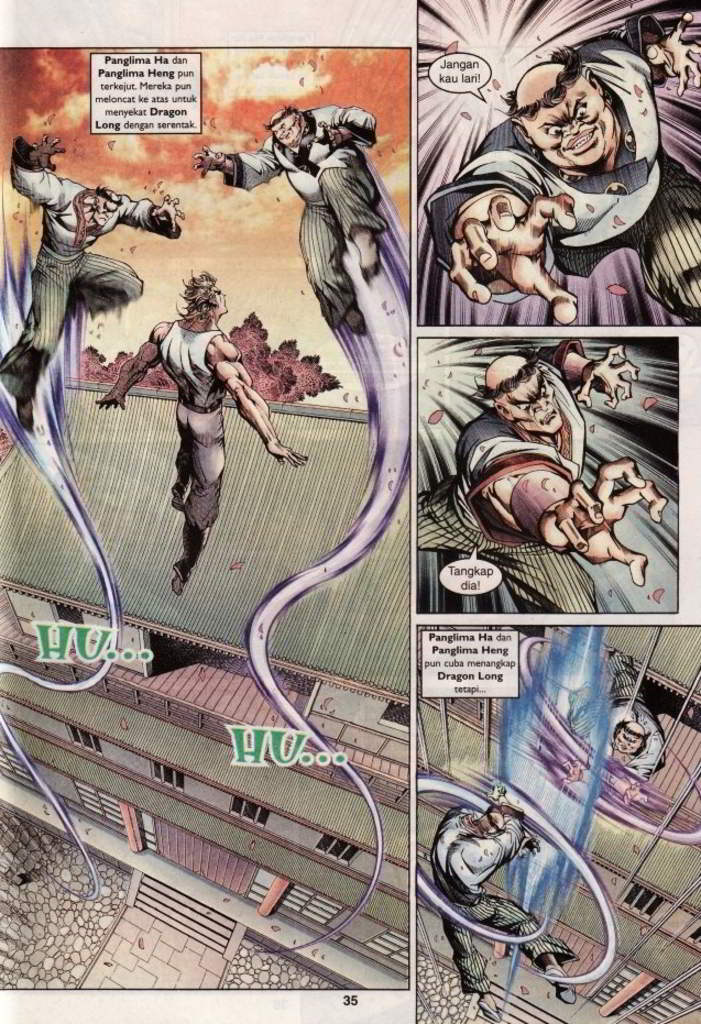 Panglima Ha dan
Panglima Heng pun
terkejut. Mereka pun
meloncat ke atas untuk
menyekat Dragon
Long dengan serentak.
HU...
HU...
Jangan
kau lari!
Tangkap
dia!
Panglima Ha dan
Panglima Heng
pun cuba menangkap
Dragon Long
tetapi...
35